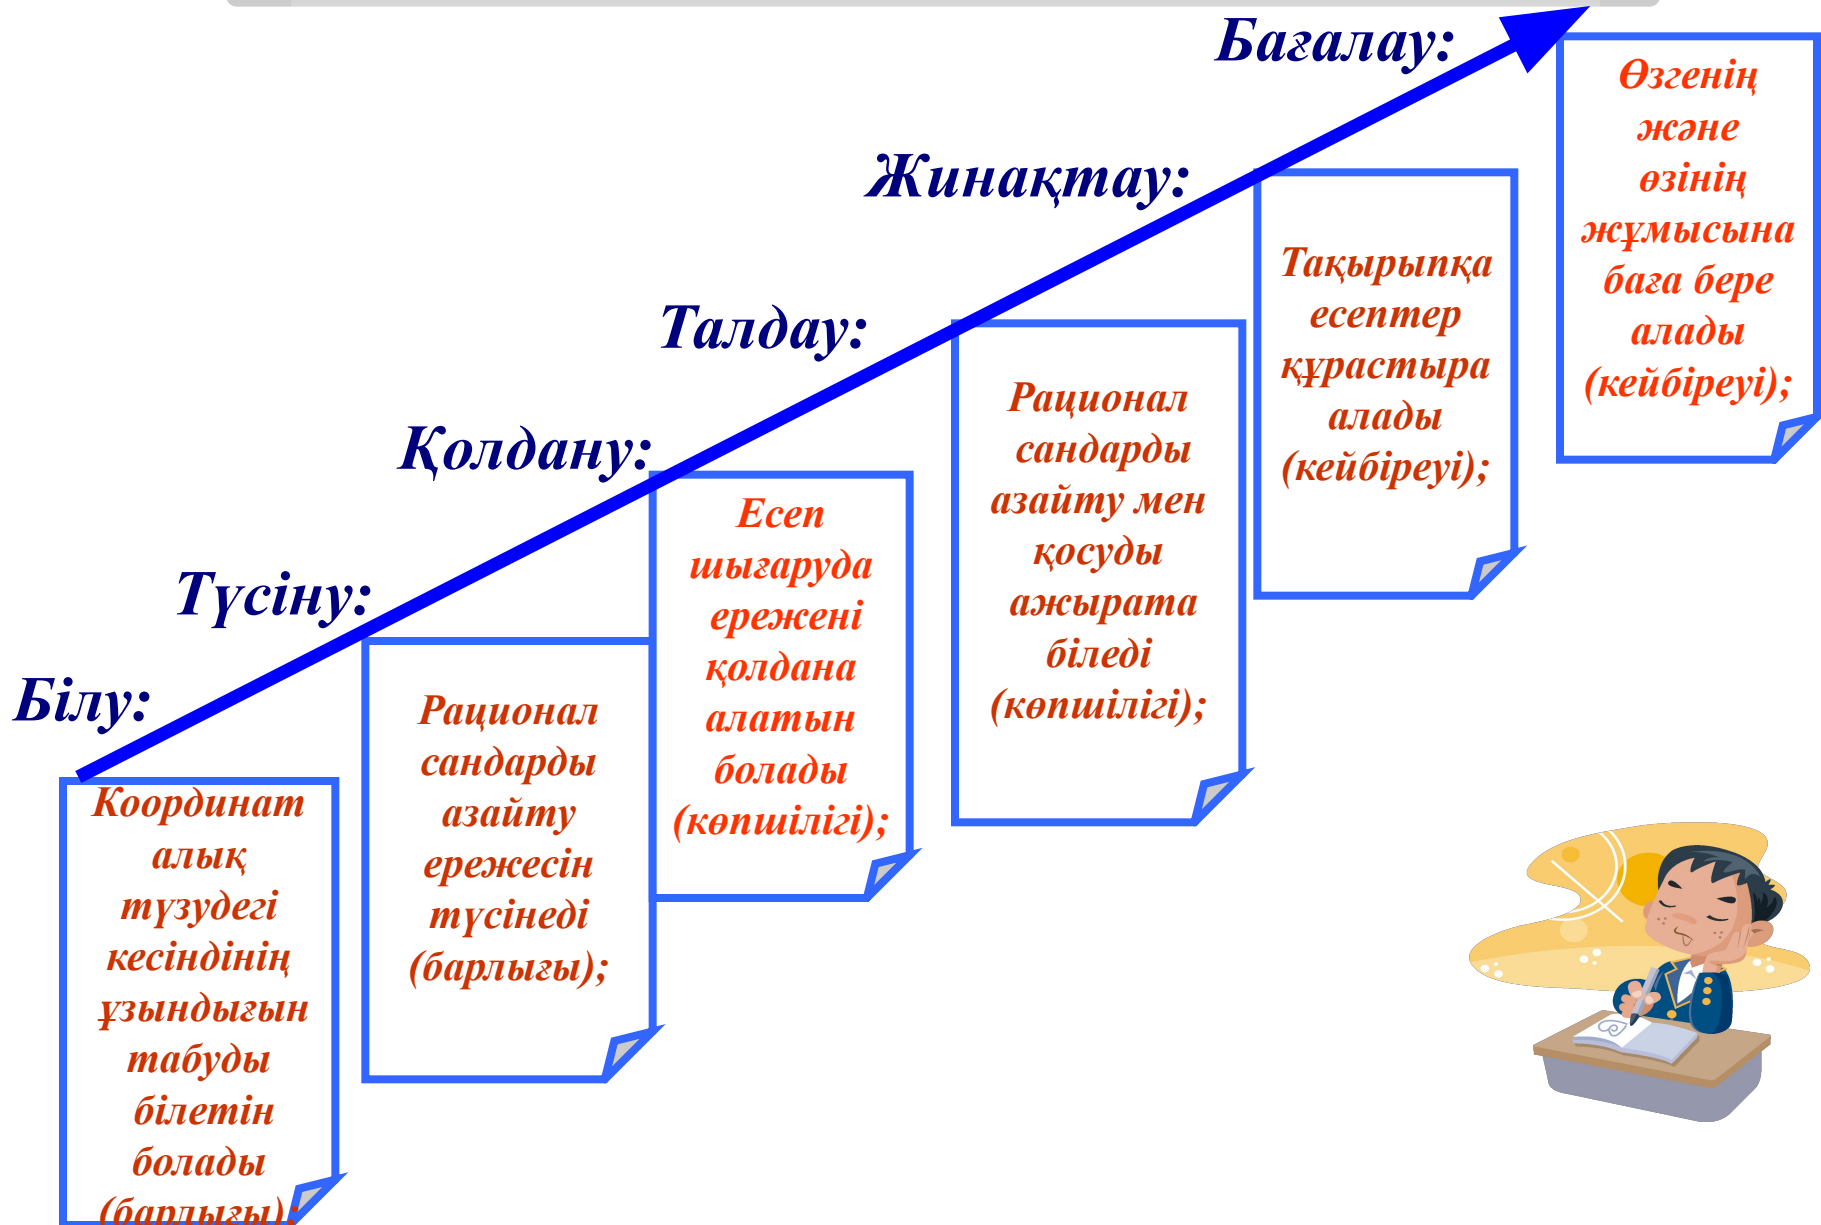 Білу:
Координат
алық
түзудегі
кесіндінің
ұзындығын
табуды
білетін
болады
(барлығы);
Түсіну:
Рационал
сандарды
азайту
ережесін
түсінеді
(барлығы);
Қолдану:
Есеп
шығаруда
ережені
қолдана
алатын
болады
(көпшілігі);
Талдау:
Рационал
сандарды
азайту мен
қосуды
ажырата
біледі
(көпшілігі);
Жинақтау:
Тақырыпқа
есептер
құрастыра
алады
(кейбіреуі);
Бағалау:
Өзгенің
және
өзінің
жұмысына
баға бере
алады
(кейбіреуі);